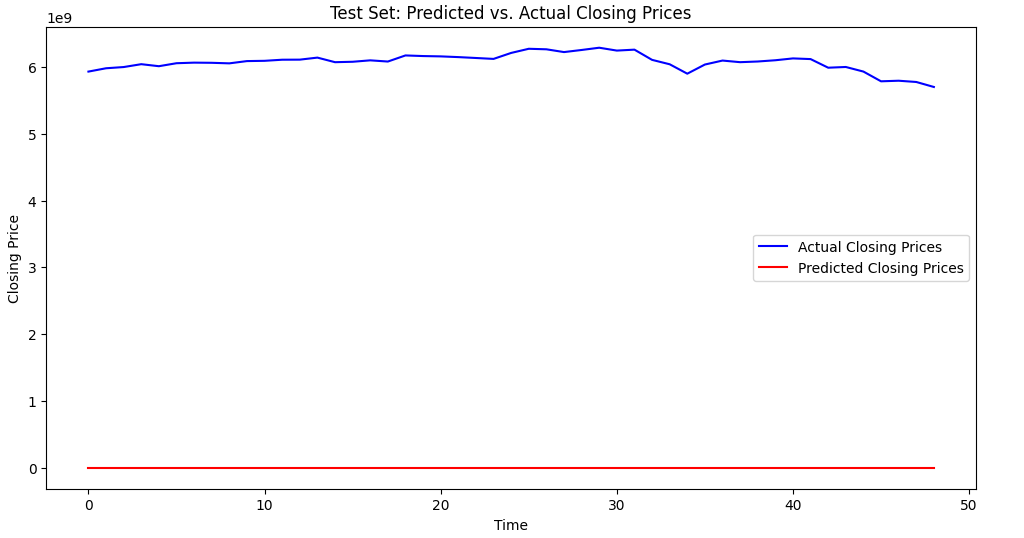 Test Set: Predicted vs. Actual Closing Prices
1e9
6
5
4
3
2
1
0
Closing Price
Actual Closing Prices
Predicted Closing Prices
0 10 20 30 40 50
Time